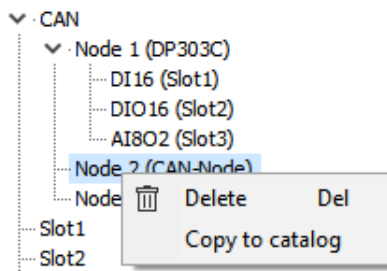 CAN
Node 1 (DP303C)
DI16 (Slot1)
DIO16 (Slot2)
AI8O2 (Slot3)
Node 2 (CAN-Node)
Node
Delete Del
Slot1
Copy to catalog
Slot2